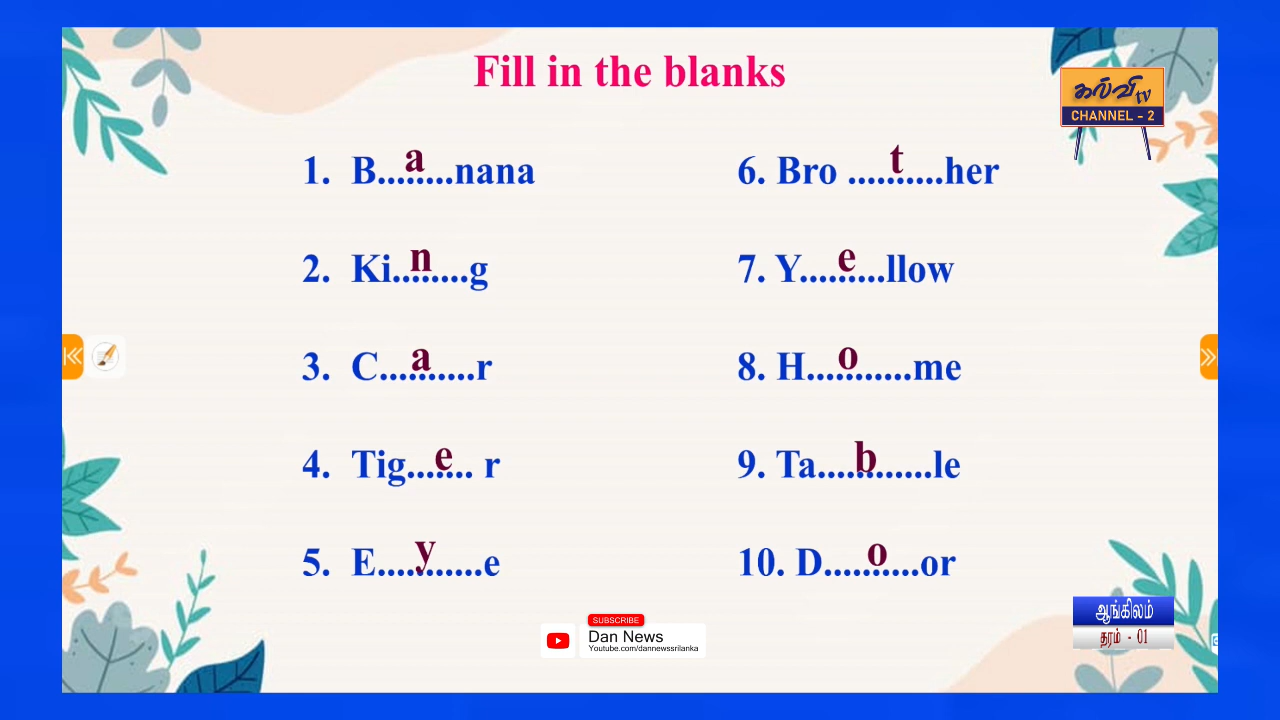 Fill in the blanks
கல்வி tv
CHANNEL - 2
1. B....a....nana
2. Ki..n......g
3. C....a......r
4. Tig....e... r
5. E.....y......e
6. Bro .....t.....her
7. Y.....e....llow
8. H....o.......me
9. Ta.....b.......le
10. D.....o.....or
SUBSCRIBE
Dan News
Youtube.com/dannewssrilanka
ஆங்கிலம்
தரம் - 01